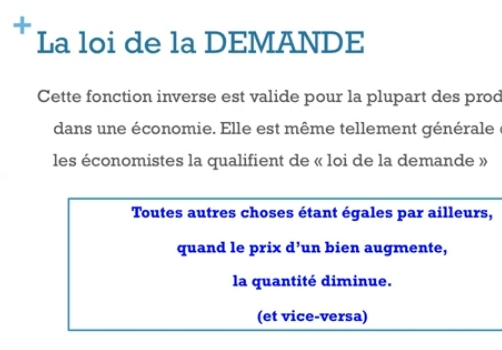 +
La loi de la DEMANDE
Cette fonction inverse est valide pour la plupart des
dans une économie. Elle est même tellement générale
les économistes la qualifient de « loi de la demande »
Toutes autres choses étant égales par ailleurs,
quand le prix d’un bien augmente,
la quantité diminue.
(et vice-versa)